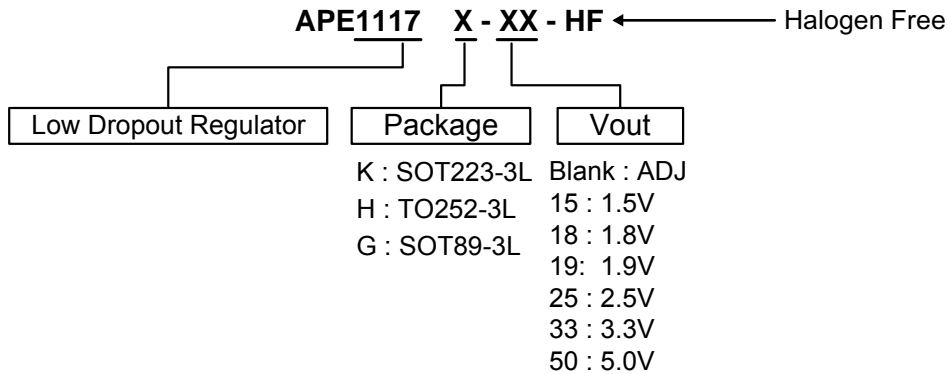 APE1117 X - XX - HF Halogen Free
Low Dropout Regulator
Package
Vout
K : SOT223-3L
H : TO252-3L
G : SOT89-3L
Blank : ADJ
15 : 1.5V
18 : 1.8V
19: 1.9V
25 : 2.5V
33 : 3.3V
50 : 5.0V